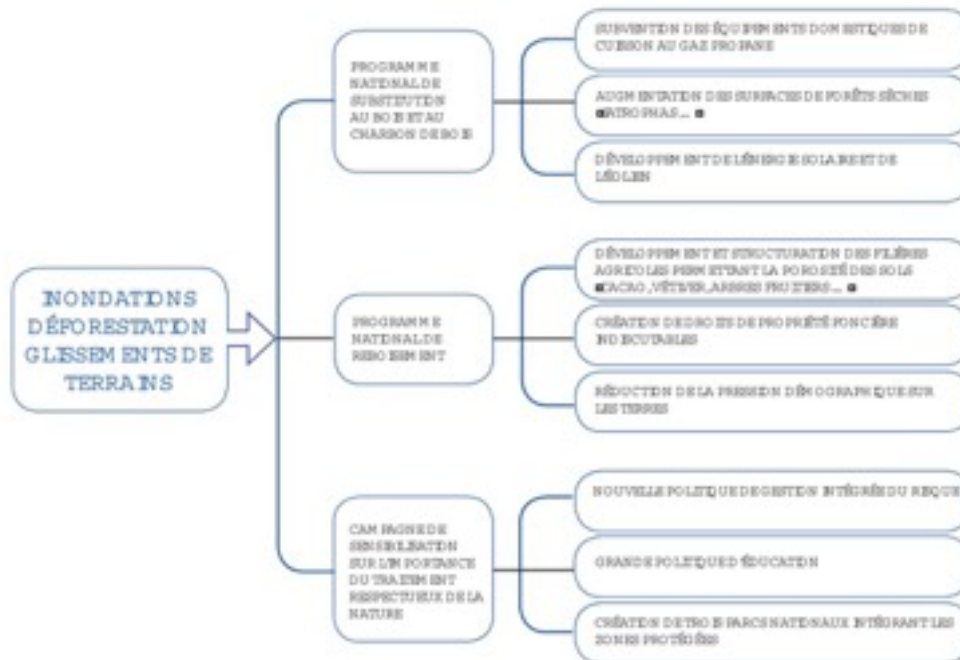 INONDATIONS
DÉFORESTATION
GLISSEMENTS DE
TERRAINS
PROGRAMME
NATIONAL DE
SUBSTITUTION
AU BOIS ET AU
CHARBON DE BOIS
SUBVENTION DES ÉQUIPEMENTS DOMESTIQUES DE
CUISSON AU GAZ PROPANE
AUGMENTATION DES SURFACES DE FORÊTS SÈCHES
JATROPHAS...
DÉVELOPPEMENT DE L'ÉNERGIE SOLAIRE ET DE
L'ÉOLIEN
PROGRAMME
NATIONAL DE
REBOISEMENT
DÉVELOPPEMENT ET STRUCTURATION DES FILIÈRES
AGRICOLES PERMETTANT LA POROSITÉ DES SOLS
CACAO, VÉTIVER, ARBRES FRUITIERS...
CRÉATION DE DROITS DE PROPRIÉTÉ FONCIÈRE
INDISCUTABLES
RÉDUCTION DE LA PRESSION DÉMOGRAPHIQUE SUR
LES TERRES
CAMPAGNE DE
SENSIBILISATION
SUR L'IMPORTANCE
DU TRAITEMENT
RESPECTUEUX DE LA
NATURE
NOUVELLE POLITIQUE DE GESTION INTÉGRÉE DU RISQUE
GRANDE POLITIQUE D'ÉDUCATION
CRÉATION DE TROIS PARCS NATIONAUX INTÉGRANT LES
ZONES PROTÉGÉES